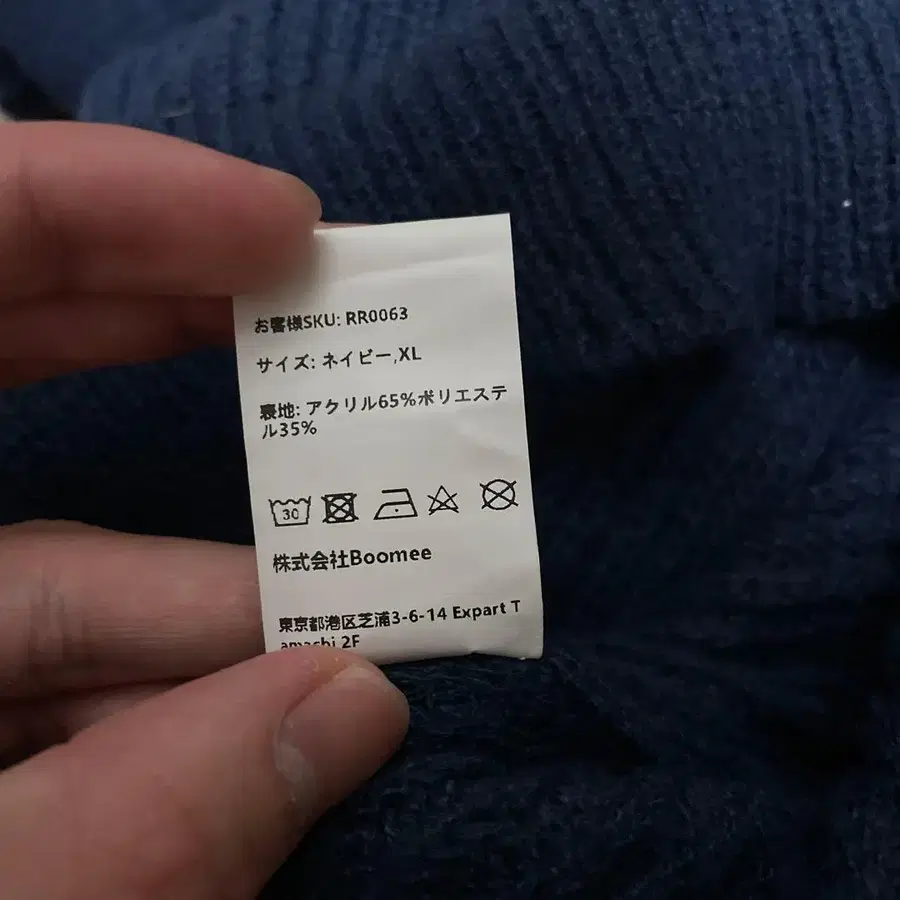 お客様SKU: RR0063
サイズ: ネイビー,XL
表地: アクリル65%ポリエステ
ル35%
30
株式会社Boomee
東京都港区芝浦3-6-14 Expart T
amachi 2F